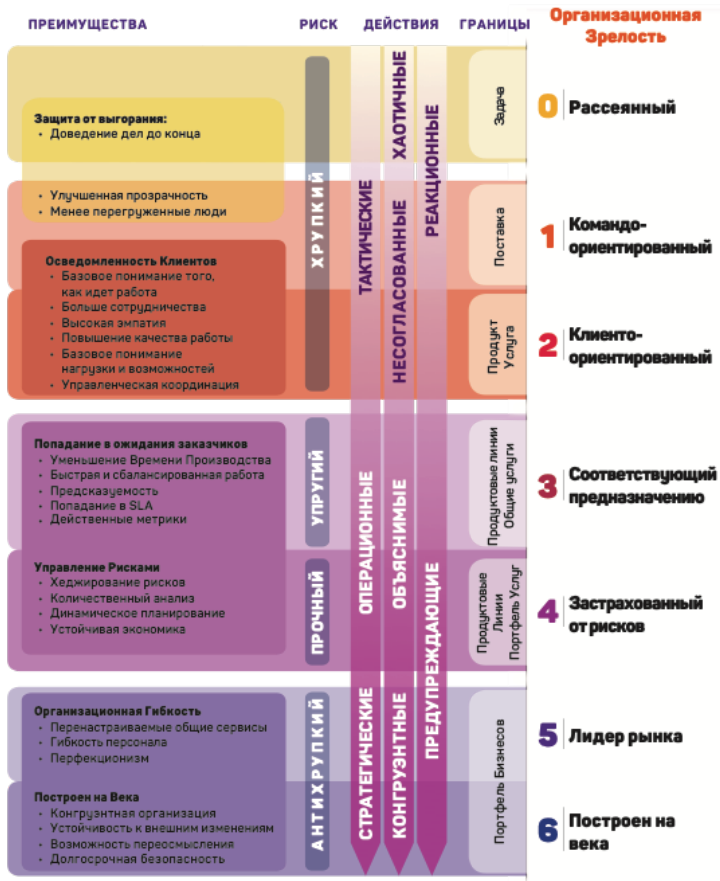 ПРЕИМУЩЕСТВА
РИСК
ДЕЙСТВИЯ
ГРАНИЦЫ
Организационная
Зрелость
Защита от выгорания:
• Доведение дел до конца
• Улучшенная прозрачность
• Менее перегруженные люди
Осведомленность Клиентов
• Базовое понимание того,
как идет работа
• Больше сотрудничества
• Высокая эмпатия
• Повышение качества работы
• Базовое понимание
нагрузки и возможностей
• Управленческая координация
Попадание в ожидания заказчиков
• Уменьшение Времени Производства
• Быстрая и сбалансированная работа
• Предсказуемость
• Попадание в SLA
• Действенные метрики
Управление Рисками
• Хеджирование рисков
• Количественный анализ
• Динамическое планирование
• Устойчивая экономика
Организационная Гибкость
• Перенастраиваемые общие сервисы
• Гибкость персонала
• Перфекционизм
Построен на Века
• Конгруэнтная организация
• Устойчивость к внешним изменениям
• Возможность переосмысления
• Долгосрочная безопасность
ХРУПКИЙ
УПРУГИЙ
ПРОЧНЫЙ
АНТИХРУПКИЙ
ТАКТИЧЕСКИЕ
ОПЕРАЦИОННЫЕ
СТРАТЕГИЧЕСКИЕ
ХАОТИЧНЫЕ
НЕСОГЛАСОВАННЫЕ
ОБЪЯСНИМЫЕ
КОНГРУЭНТНЫЕ
РЕАКЦИОННЫЕ
ПРЕДУПРЕЖДАЮЩИЕ
Задача
Поставка
Продукт
Услуга
Продуктовые линии
Общие услуги
Продуктовые
Линии
Портфель Услуг
Портфель Бизнесов
0 Рассеянный
1 Командо-
ориентированный
2 Клиенто-
ориентированный
3 Соответствующий
предназначению
4 Застрахованный
от рисков
5 Лидер рынка
6 Построен на
века